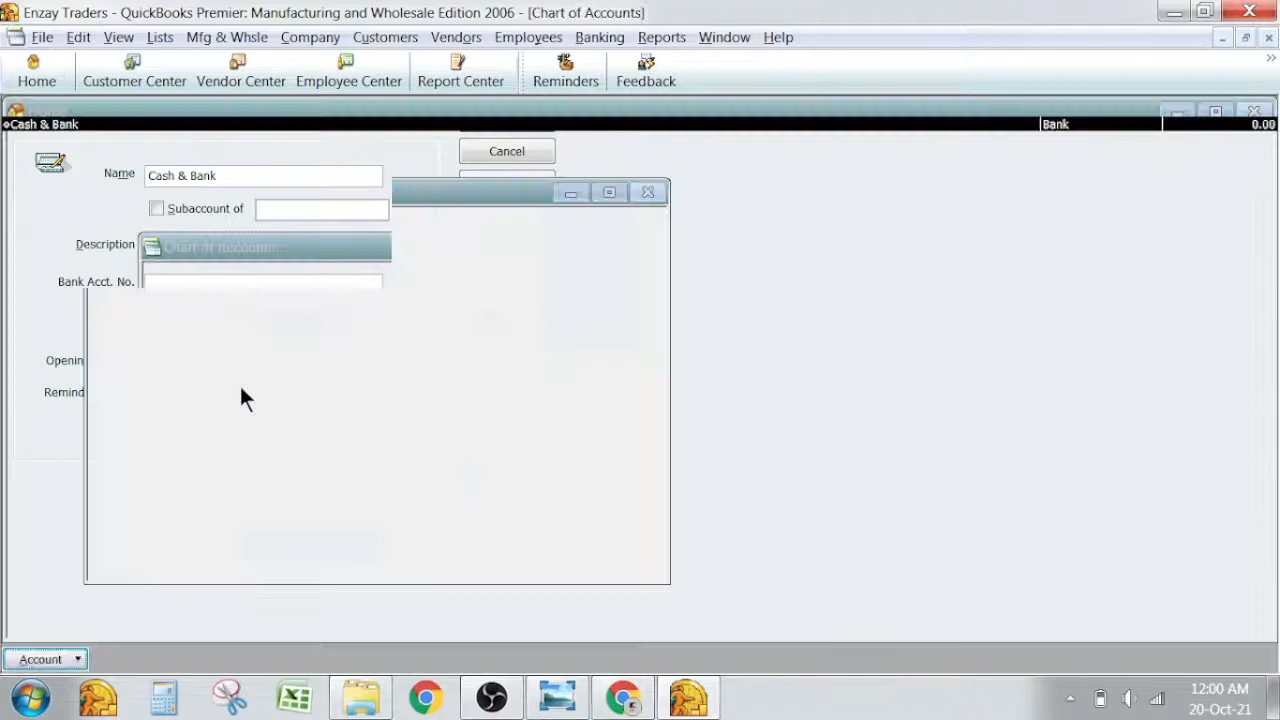 Enzay Traders - QuickBooks Premier: Manufacturing and Wholesale Edition 2006 - [Chart of Accounts]
File Edit View Lists Mfg & Whsle Company Customers Vendors Employees Banking Reports Window Help
Home Customer Center Vendor Center Employee Center Report Center Reminders Feedback
Cash & Bank Bank 0.00
Cancel
Name Cash & Bank
Subaccount of
Description Chart of Accounts
Bank Acct. No.
Openin
Remind
Account
12:00 AM
20-Oct-21